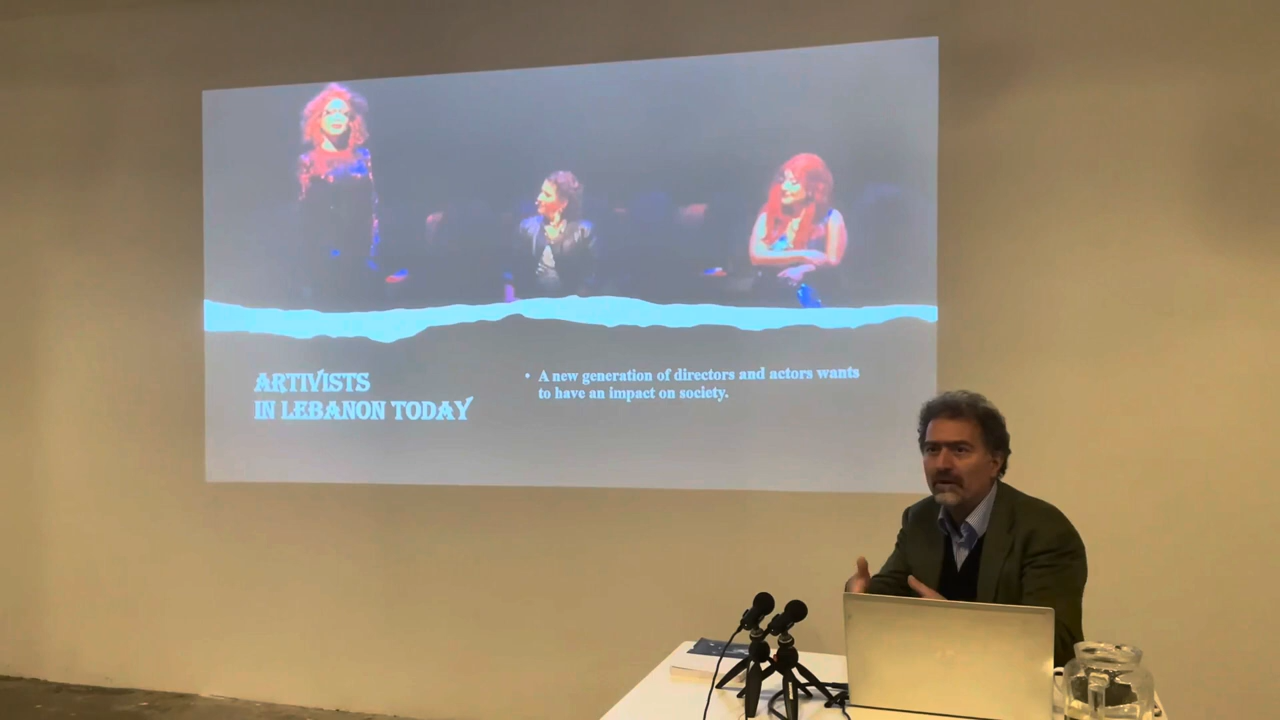 ARTIVISTS
IN LEBANON TODAY
• A new generation of directors and actors wants
to have an impact on society.